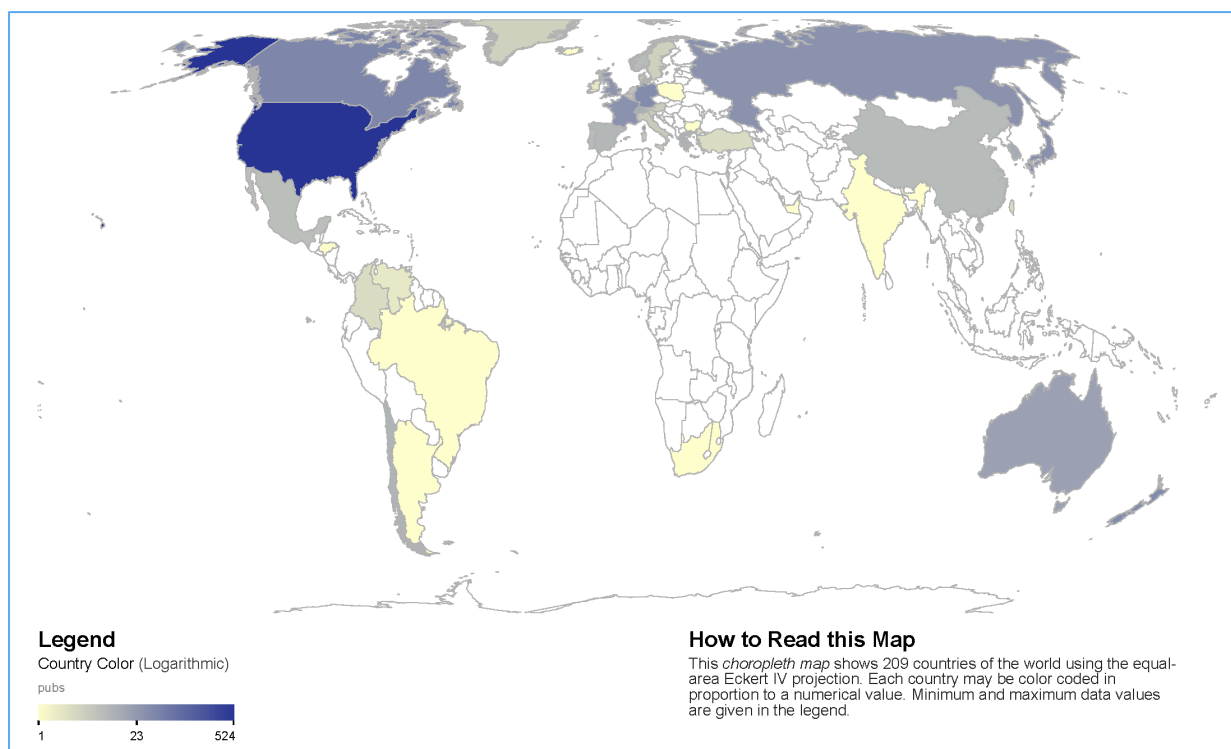 Legend
Country Color (Logarithmic)
pubs
1 23 524
How to Read this Map
This choropleth map shows 209 countries of the world using the equal-
area Eckert IV projection. Each country may be color coded in
proportion to a numerical value. Minimum and maximum data values
are given in the legend.